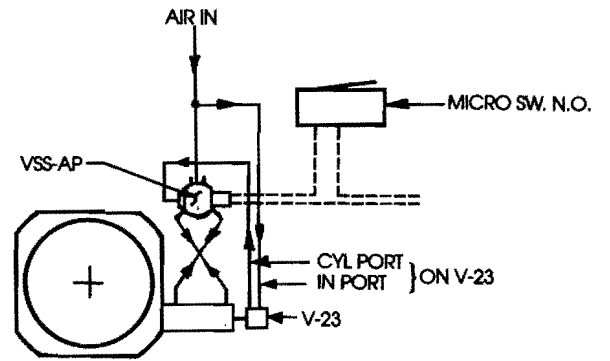 AIR IN
MICRO SW. N.O.
VSS-AP
CYL PORT
IN PORT
ON V-23
V-23